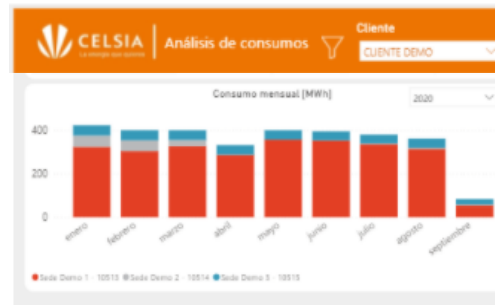 CELSIA
La energía que quieres
Análisis de consumos
Cliente
CLIENTE DEMO
Consumo mensual [MWh]
2020
400
200
0
enero
febrero
marzo
abril
mayo
junio
julio
agosto
septiembre
Sede Demo 1 - 10513 Sede Demo 2 - 10514 Sede Demo 3 - 10515